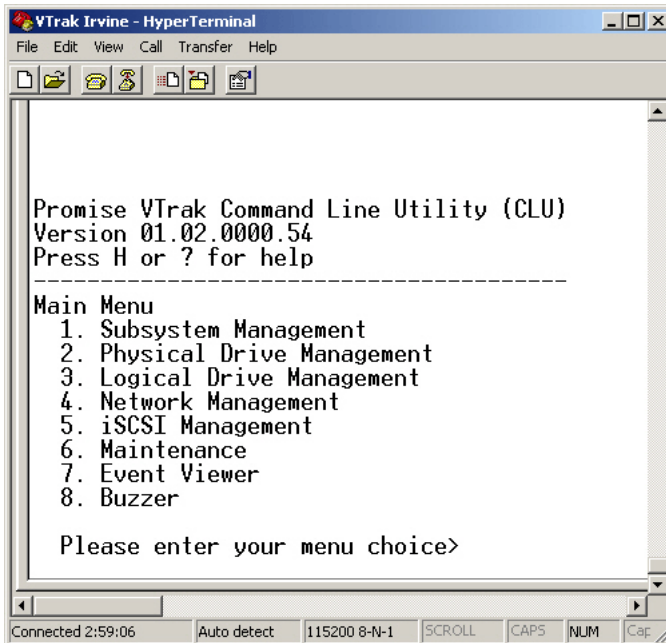 VTrak Irvine - HyperTerminal
File Edit View Call Transfer Help
Promise VTrak Command Line Utility (CLU)
Version 01.02.0000.54
Press H or ? for help
----------------------------------------
Main Menu
1. Subsystem Management
2. Physical Drive Management
3. Logical Drive Management
4. Network Management
5. iSCSI Management
6. Maintenance
7. Event Viewer
8. Buzzer
Please enter your menu choice>
Connected 2:59:06 Auto detect 115200 8-N-1 SCROLL CAPS NUM Cap